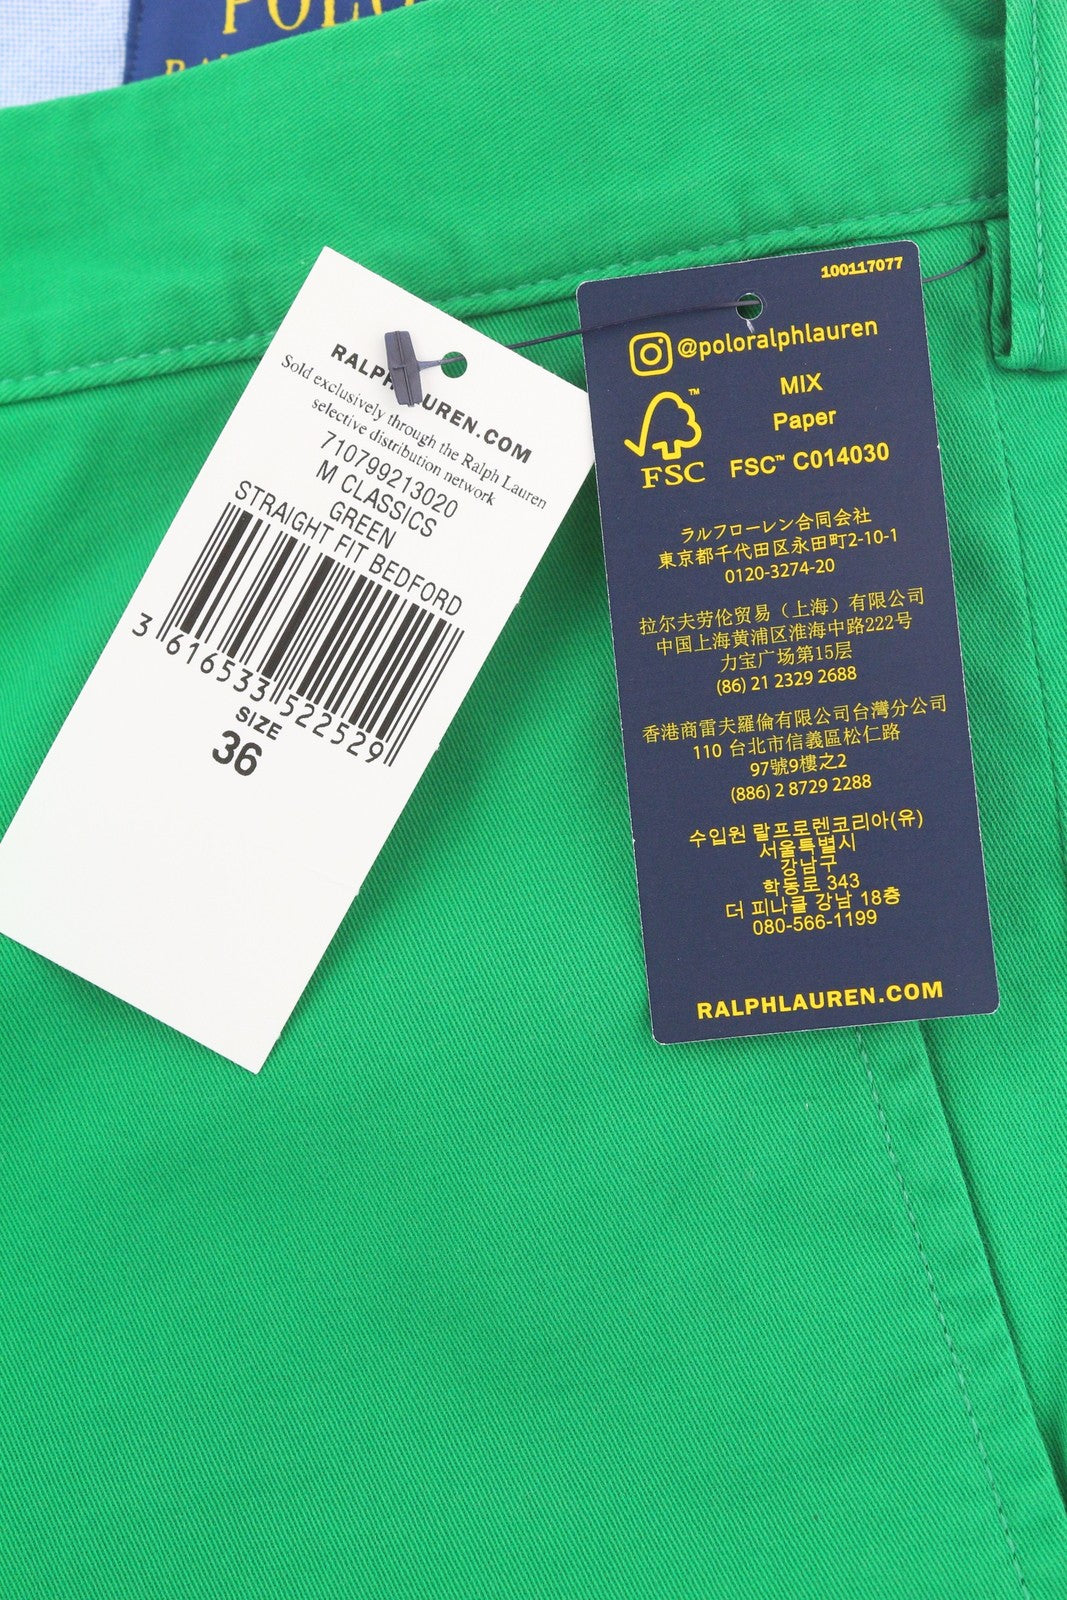 POLO
RALPHLAUREN.COM
Sold exclusively through the Ralph Lauren
selective distribution network
710799213020
M CLASSICS
GREEN
STRAIGHT FIT BEDFORD
3 616533 522529
SIZE
36
100117077
@poloralphlauren
FSC™
MIX
Paper
FSC™ C014030
ラルフローレン合同会社
東京都千代田区永田町2-10-1
0120-3274-20
拉尔夫劳伦贸易（上海）有限公司
中国上海黄浦区淮海中路222号
力宝广场第15层
(86) 21 2329 2688
香港商雷夫羅倫有限公司台灣分公司
110 台北市信義區松仁路
97號9樓之2
(886) 2 8729 2288
수입원 랄프로렌코리아(유)
서울특별시
강남구
학동로 343
더 피나클 강남 18층
080-566-1199
RALPHLAUREN.COM